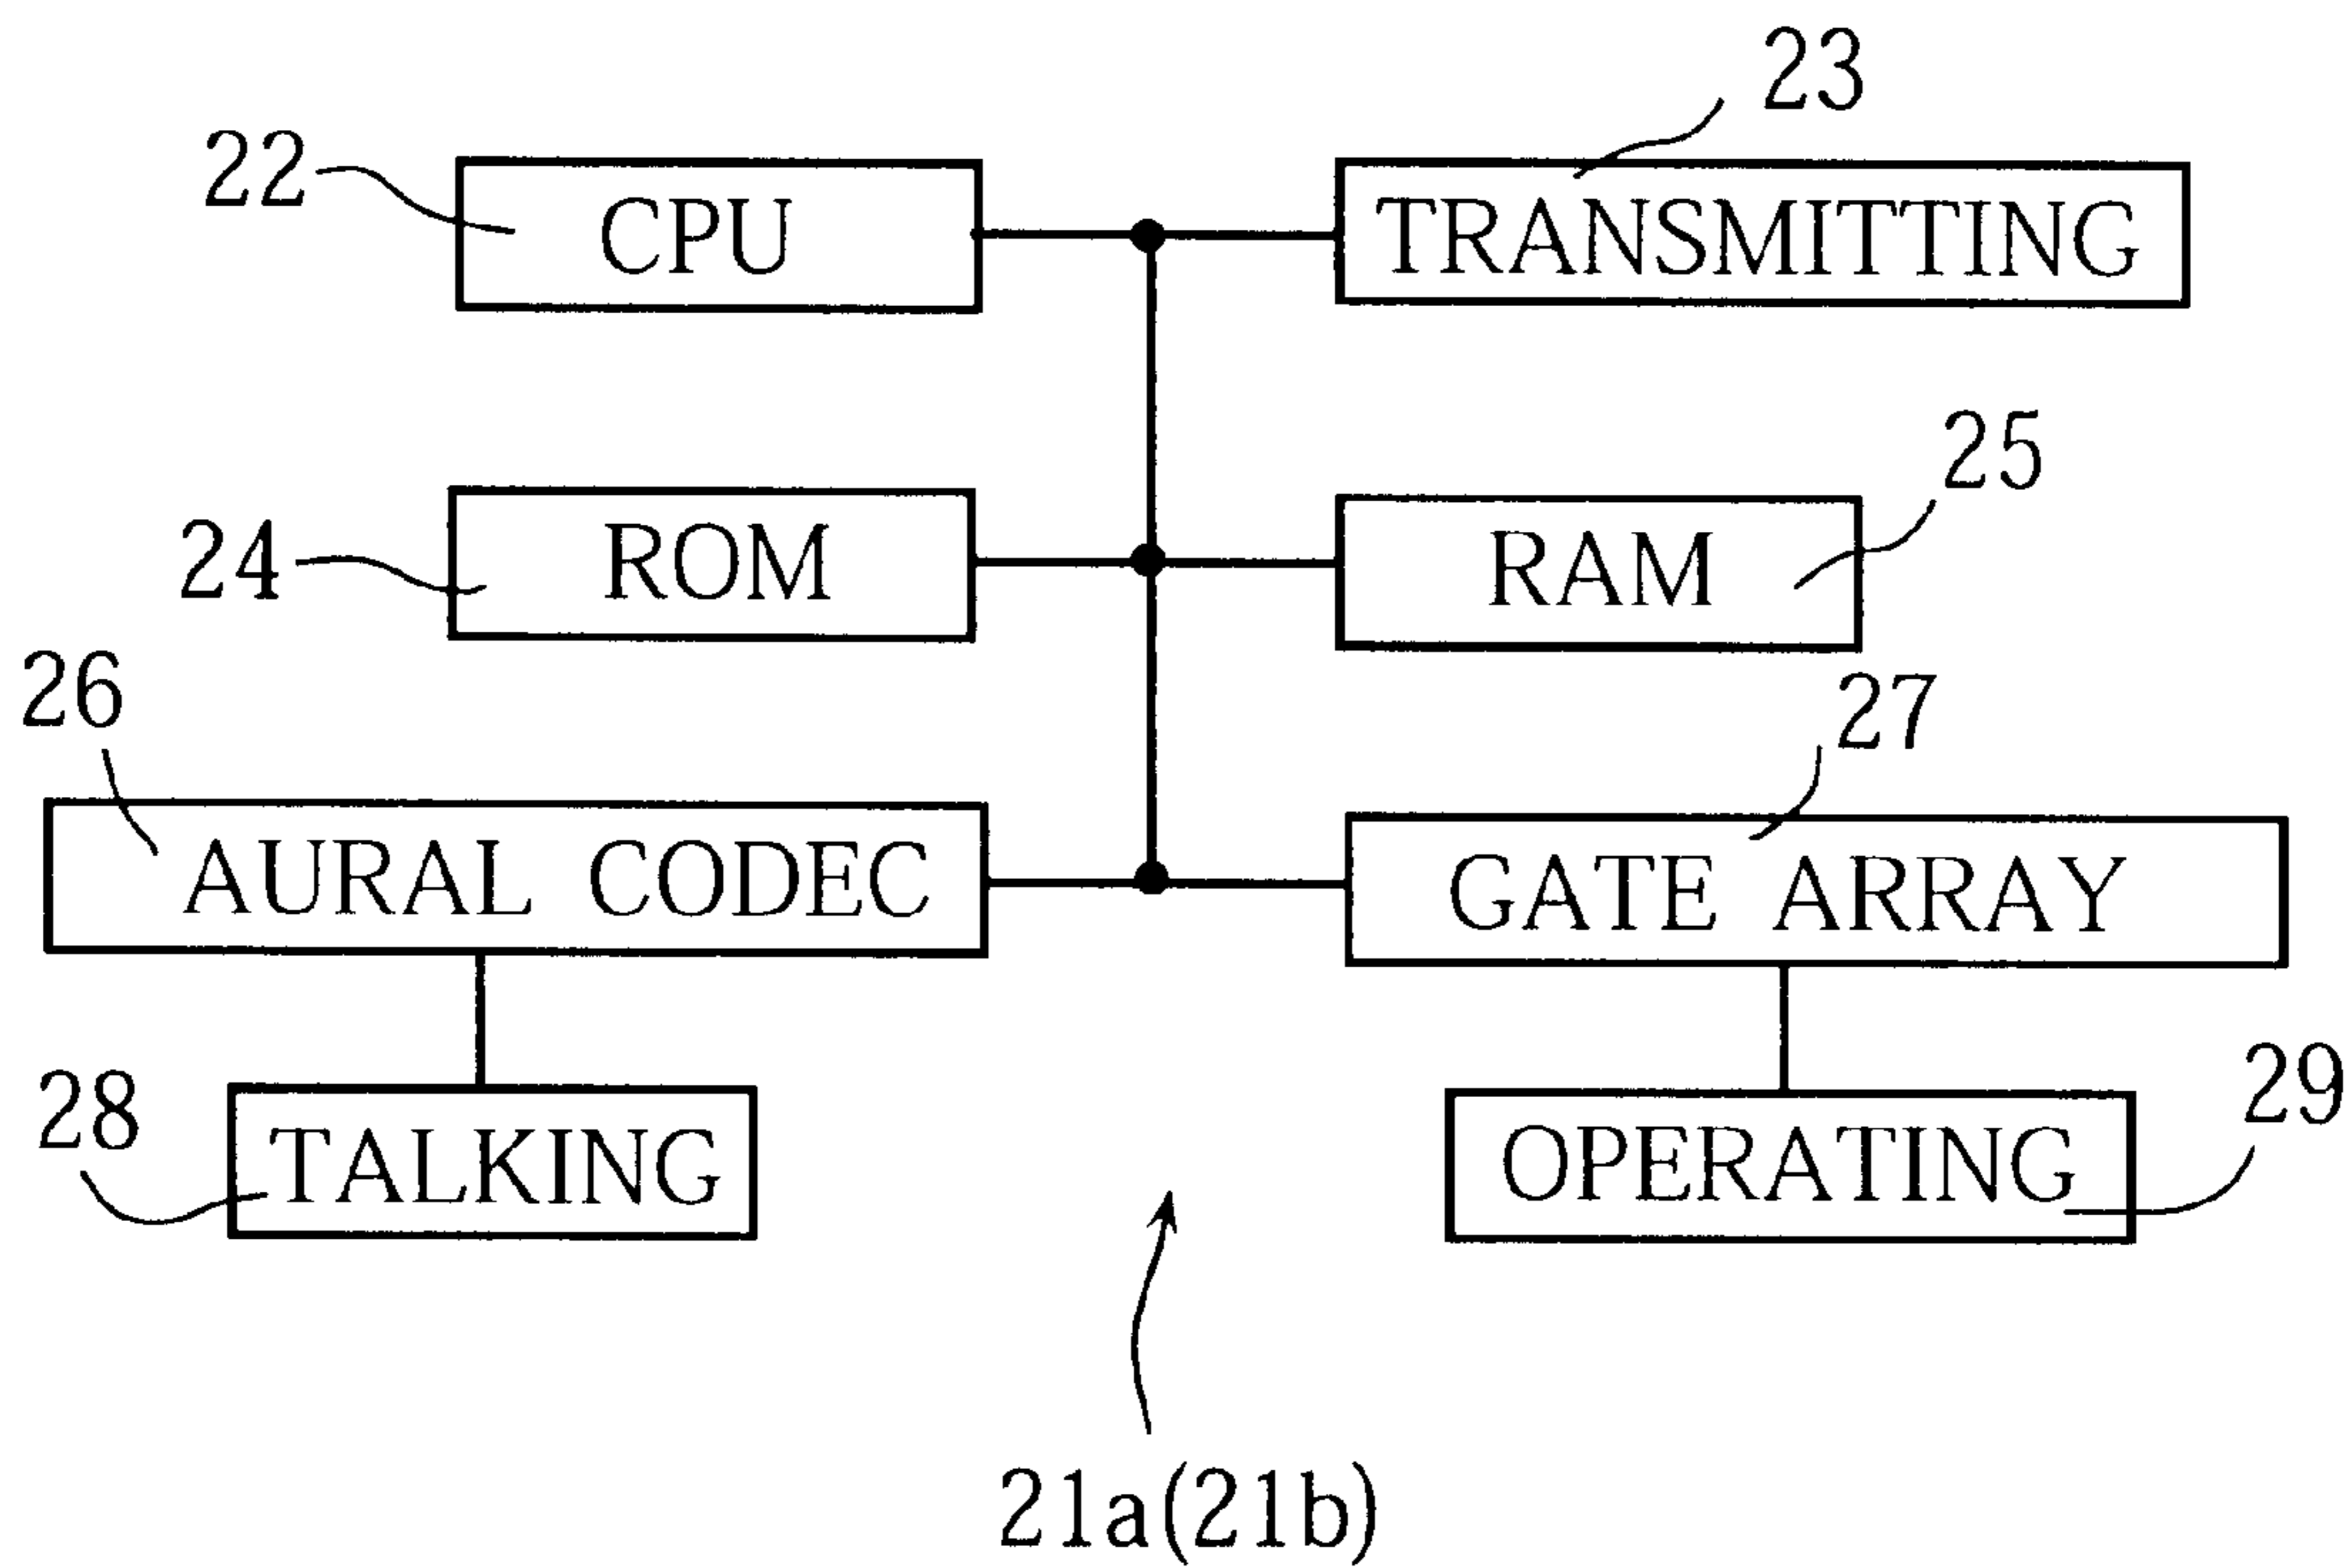 23
22
CPU
TRANSMITTING
25
24
ROM
RAM
26
27
AURAL CODEC
GATE ARRAY
28
29
TALKING
OPERATING
21a(21b)